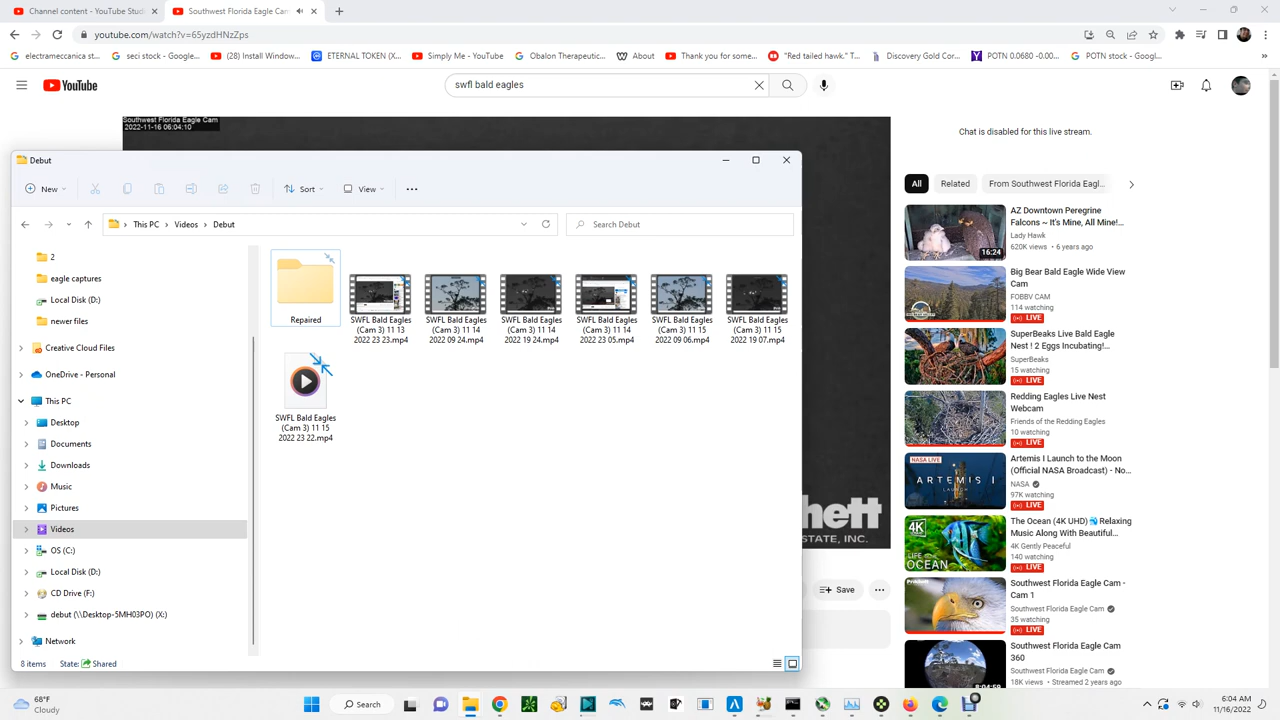 Channel content - YouTube Studi
Southwest Florida Eagle Cam
youtube.com/watch?v=65yzdHNzZps
electrameccanica st...
seci stock - Google...
(28) Install Window...
ETERNAL TOKEN (X...
Simply Me - YouTube
Obalon Therapeutic...
About
Thank you for some...
"Red tailed hawk." T...
Discovery Gold Cor...
POTN 0.0680 -0.00...
POTN stock - Googl...
YouTube
swfl bald eagles
Southwest Florida Eagle Cam
2022-11-16 06:04:10
Chat is disabled for this live stream.
All
Related
From Southwest Florida Eagl...
Debut
New
Sort
View
This PC
Videos
Debut
Search Debut
2
eagle captures
Local Disk (D:)
newer files
Creative Cloud Files
OneDrive - Personal
This PC
Desktop
Documents
Downloads
Music
Pictures
Videos
OS (C:)
Local Disk (D:)
CD Drive (F:)
debut (\\Desktop-5MH03PO) (X:)
Network
8 items
State:
Shared
Repaired
SWFL Bald Eagles
(Cam 3) 11 13
2022 23 23.mp4
SWFL Bald Eagles
(Cam 3) 11 14
2022 09 24.mp4
SWFL Bald Eagles
(Cam 3) 11 14
2022 19 24.mp4
SWFL Bald Eagles
(Cam 3) 11 14
2022 23 05.mp4
SWFL Bald Eagles
(Cam 3) 11 15
2022 09 06.mp4
SWFL Bald Eagles
(Cam 3) 11 15
2022 19 07.mp4
SWFL Bald Eagles
(Cam 3) 11 15
2022 23 22.mp4
hett
STATE, INC.
Save
16:24
AZ Downtown Peregrine
Falcons ~ It's Mine, All Mine!...
Lady Hawk
620K views • 6 years ago
Big Bear Bald Eagle Wide View
Cam
FOBBV CAM
114 watching
LIVE
SuperBeaks Live Bald Eagle
Nest ! 2 Eggs Incubating!...
SuperBeaks
15 watching
LIVE
Redding Eagles Live Nest
Webcam
Friends of the Redding Eagles
10 watching
LIVE
NASA LIVE
ARTEMIS I
LAUNCH
Artemis I Launch to the Moon
(Official NASA Broadcast) - No...
NASA
97K watching
LIVE
4K
LIFE
OCEAN
The Ocean (4K UHD)🐬Relaxing
Music Along With Beautiful...
4K Gently Peaceful
140 watching
LIVE
Pritchett
Southwest Florida Eagle Cam -
Cam 1
Southwest Florida Eagle Cam
35 watching
LIVE
8:04:59
Southwest Florida Eagle Cam
360
Southwest Florida Eagle Cam
18K views • Streamed 2 years ago
68°F
Cloudy
Search
6:04 AM
11/16/2022